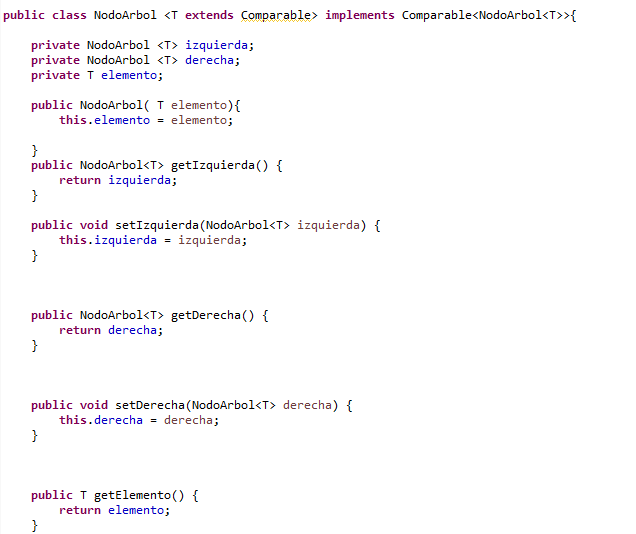 public class NodoArbol <T extends Comparable> implements Comparable<NodoArbol<T>>{
private NodoArbol <T> izquierda;
private NodoArbol <T> derecha;
private T elemento;
public NodoArbol( T elemento){
this.elemento = elemento;
}
public NodoArbol<T> getIzquierda() {
return izquierda;
}
public void setIzquierda(NodoArbol<T> izquierda) {
this.izquierda = izquierda;
}
public NodoArbol<T> getDerecha() {
return derecha;
}
public void setDerecha(NodoArbol<T> derecha) {
this.derecha = derecha;
}
public T getElemento() {
return elemento;
}